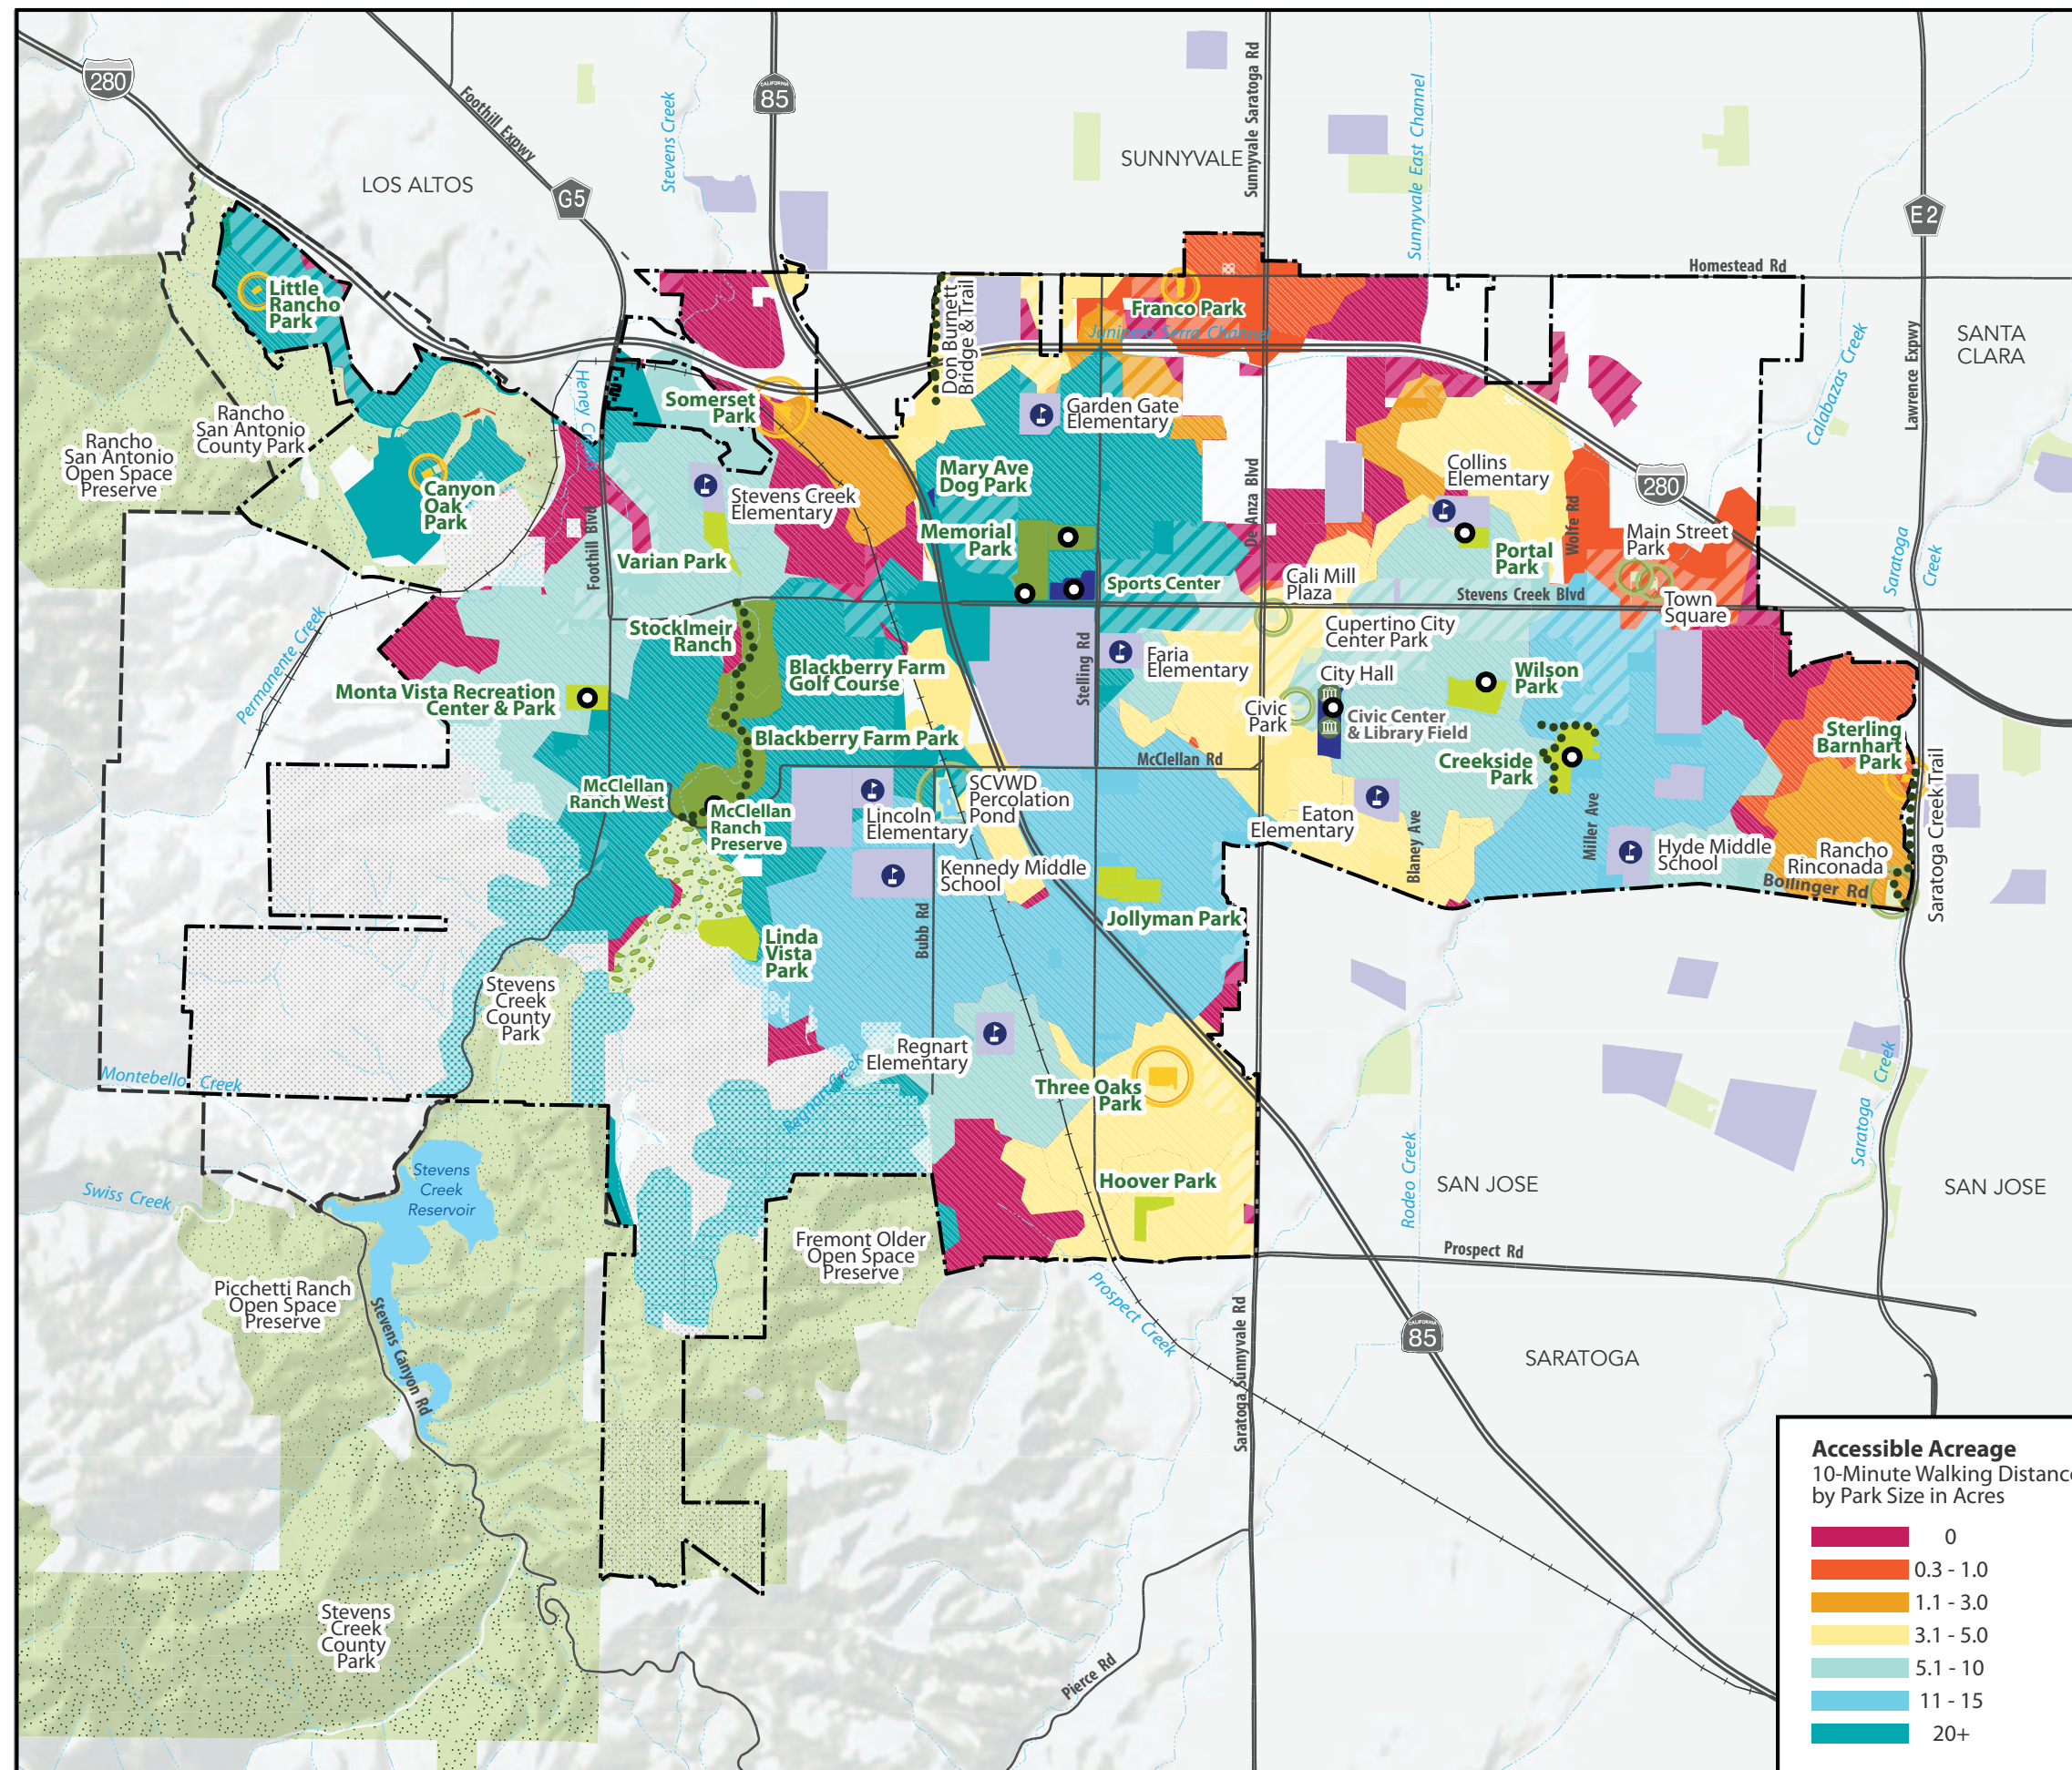 280
Foothill Expwy
Stevens Creek
CALIFORNIA
85
Sunnyvale Saratoga Rd
Sunnyvale East Channel
SUNNYVALE
LOS ALTOS
G5
E2
Homestead Rd
Little
Rancho
Park
Don Burnett
Bridge & Trail
Franco Park
Junipero Serra Channel
SANTA
CLARA
Calabazas Creek
Lawrence Expwy
Heney Creek
Somerset
Park
Garden Gate
Elementary
Rancho
San Antonio
County Park
Rancho
San Antonio
Open Space
Preserve
Canyon
Oak
Park
Stevens Creek
Elementary
Mary Ave
Dog Park
Collins
Elementary
280
De Anza Blvd
Wolfe Rd
Memorial
Park
Main Street
Park
Portal
Park
Saratoga
Creek
Foothill Blvd
Varian Park
Sports Center
Cali Mill
Plaza
Stevens Creek Blvd
Town
Square
Permanente Creek
Stocklmeir
Ranch
Stelling Rd
Faria
Elementary
Cupertino City
Center Park
Blackberry Farm
Golf Course
City Hall
Wilson
Park
Monta Vista Recreation
Center & Park
Civic
Park
Civic Center
& Library Field
Blackberry Farm Park
McClellan Rd
Creekside
Park
Sterling
Barnhart
Park
McClellan
Ranch West
McClellan
Ranch
Preserve
Lincoln
Elementary
SCVWD
Percolation
Pond
Eaton
Elementary
Blaney Ave
Miller Ave
Hyde Middle
School
Rancho
Rinconada
Bollinger Rd
Saratoga Creek Trail
Kennedy Middle
School
Bubb Rd
Jollyman Park
Linda
Vista
Park
Stevens
Creek
County
Park
Regnart
Elementary
Regnart Creek
Montebello Creek
Three Oaks
Park
Saratoga
Creek
Rodeo Creek
Stevens
Creek
Reservoir
Swiss Creek
Hoover Park
SAN JOSE
SAN JOSE
Fremont Older
Open Space
Preserve
Prospect Rd
Picchetti Ranch
Open Space
Preserve
Stevens Canyon Rd
Prospect Creek
Saratoga Sunnyvale Rd
CALIFORNIA
85
SARATOGA
Stevens
Creek
County
Park
Pierce Rd
Accessible Acreage
10-Minute Walking Distance
by Park Size in Acres
0
0.3 - 1.0
1.1 - 3.0
3.1 - 5.0
5.1 - 10
11 - 15
20+